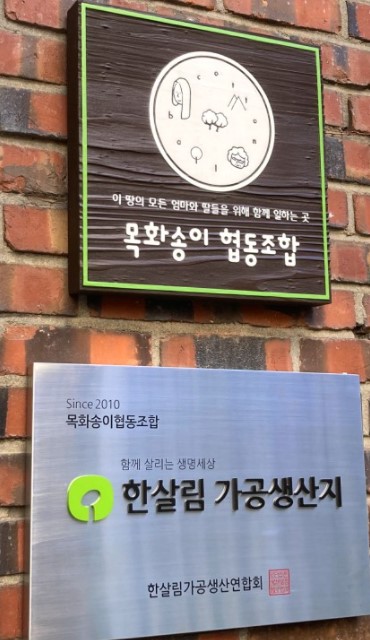 cotton boll
이 땅의 모든 엄마와 딸들을 위해 함께 일하는 곳
목화송이 협동조합
Since 2010
목화송이협동조합
함께 살리는 생명세상
한살림 가공생산지
한살림가공생산연합회